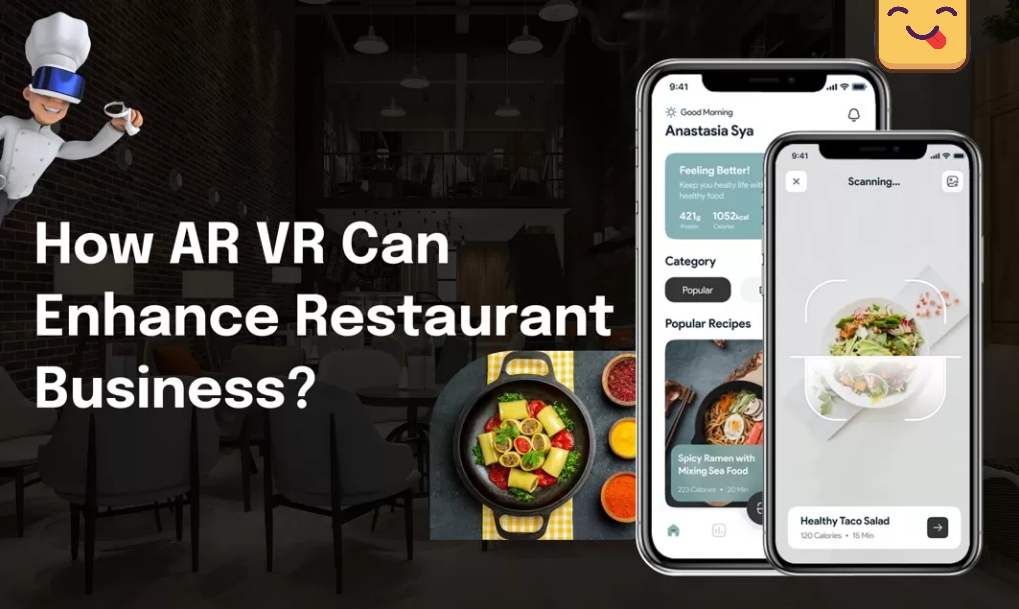 How AR VR Can
Enhance Restaurant
Business?
9:41
Good Morning
Anastasia Sya
Feeling Better!
Keep you healty life with
healthy food
421g
1052kcal
Protein
Calorie
Category
Popular
Popular Recipes
Spicy Ramen with
Mixing Sea Food
223 Calories • 20 Min
9:41
Scanning...
Healthy Taco Salad
120 Calories • 15 Min